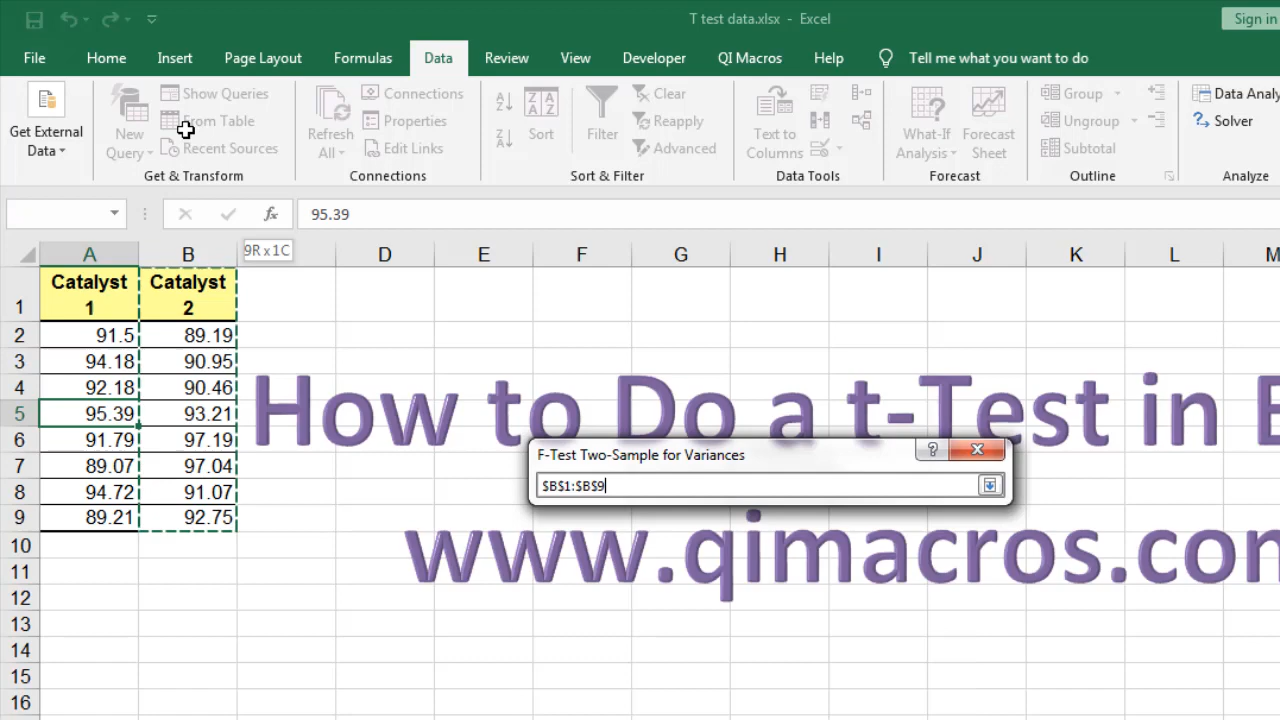 T test data.xlsx - Excel
Sign in
File Home Insert Page Layout Formulas Data Review View Developer QI Macros Help Tell me what you want to do
Get External
Data
New
Query
Show Queries
From Table
Recent Sources
Get & Transform
Refresh
All
Connections
Properties
Edit Links
Connections
Sort
Filter
Clear
Reapply
Advanced
Sort & Filter
Text to
Columns
Data Tools
What-If
Analysis
Forecast
Sheet
Forecast
Group
Ungroup
Subtotal
Outline
Data Analy
Solver
Analyze
fx 95.39
9R x 1C
A B D E F G H I J K L M
1 Catalyst 1 Catalyst 2
2 91.5 89.19
3 94.18 90.95
4 92.18 90.46
5 95.39 93.21
6 91.79 97.19
7 89.07 97.04
8 94.72 91.07
9 89.21 92.75
10
11
12
13
14
15
16
How to Do a t-Test in E
F-Test Two-Sample for Variances
$B$1:$B$9
www.qimacros.com